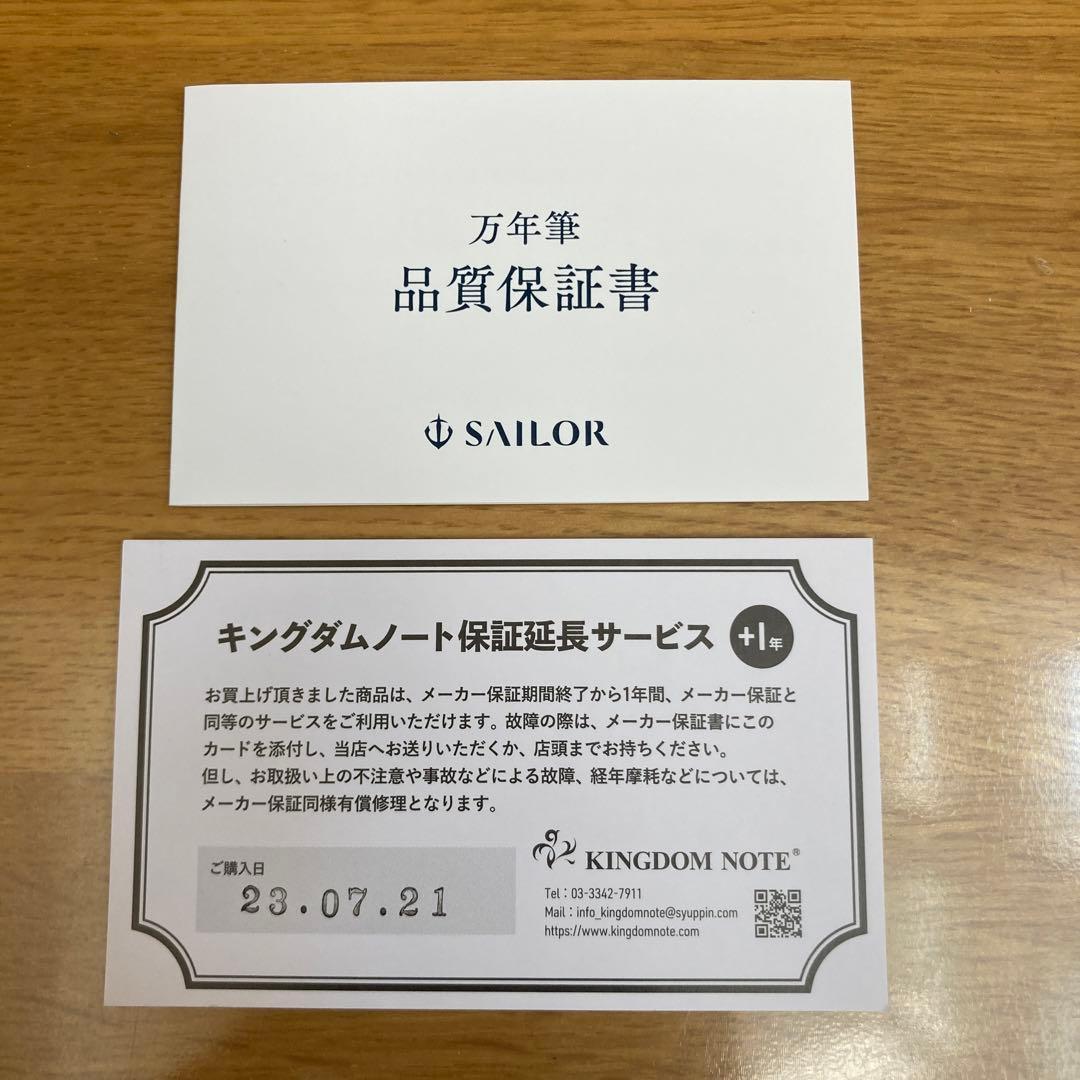 万年筆
品質保証書
SAILOR
キングダムノート保証延長サービス +1年
お買上げ頂きました商品は、メーカー保証期間終了から1年間、メーカー保証と
同等のサービスをご利用いただけます。故障の際は、メーカー保証書にこの
カードを添付し、当店へお送りいただくか、店頭までお持ちください。
但し、お取扱い上の不注意や事故などによる故障、経年摩耗などについては、
メーカー保証同様有償修理となります。
ご購入日
23.07.21
KINGDOM NOTE®
Tel：03-3342-7911
Mail：info_kingdomnote@syuppin.com
https://www.kingdomnote.com